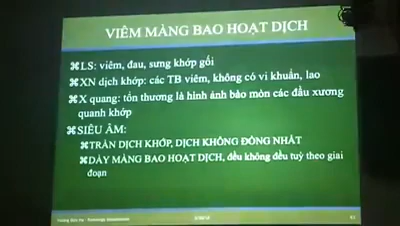 VIÊM MÀNG BAO HOẠT DỊCH
LS: viêm, đau, sưng khớp gối
XN dịch khớp: các TB viêm, không có vi khuẩn, lao
X quang: tổn thương là hình ảnh bào mòn các đầu xương
quanh khớp
SIÊU ÂM:
TRÀN DỊCH KHỚP, DỊCH KHÔNG ĐỒNG NHẤT
DÀY MÀNG BAO HOẠT DỊCH, đều không đều tuỳ theo giai
đoạn